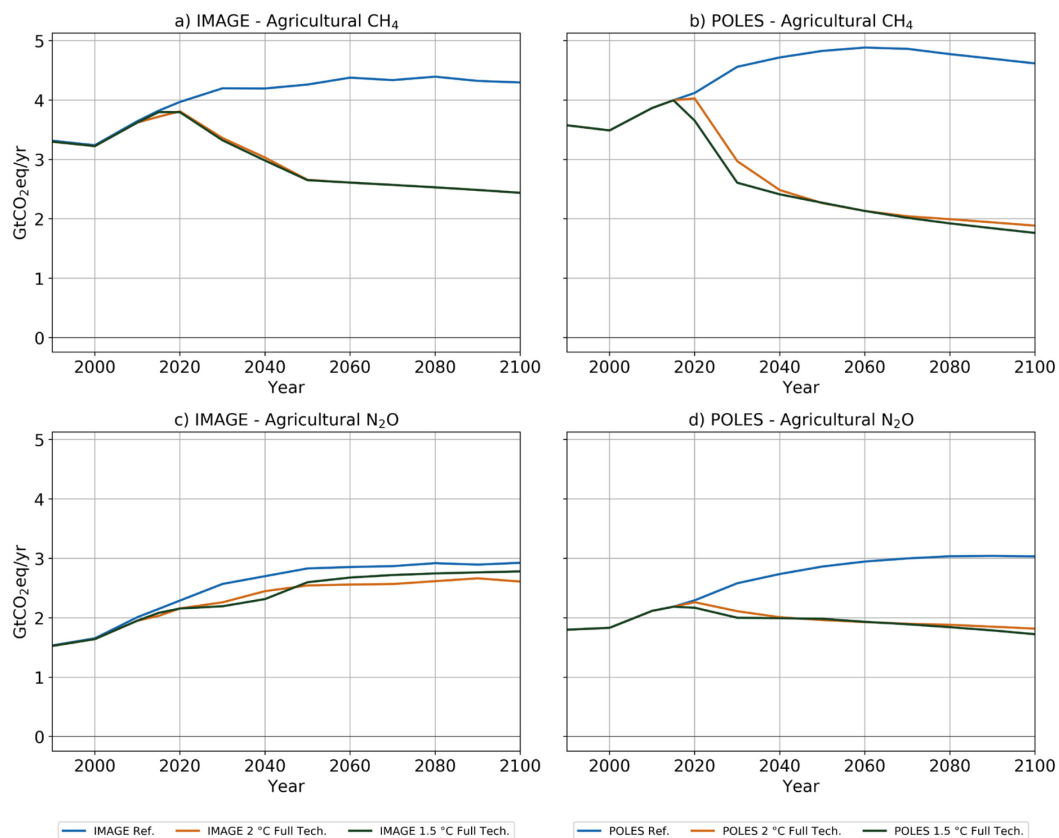 a) IMAGE - Agricultural CH₄
b) POLES - Agricultural CH₄
5
4
3
2
1
0
GtCO₂eq/yr
2000 2020 2040 2060 2080 2100
Year
2000 2020 2040 2060 2080 2100
Year
c) IMAGE - Agricultural N₂O
d) POLES - Agricultural N₂O
5
4
3
2
1
0
GtCO₂eq/yr
2000 2020 2040 2060 2080 2100
Year
2000 2020 2040 2060 2080 2100
Year
IMAGE Ref. IMAGE 2 °C Full Tech. IMAGE 1.5 °C Full Tech.
POLES Ref. POLES 2 °C Full Tech. POLES 1.5 °C Full Tech.